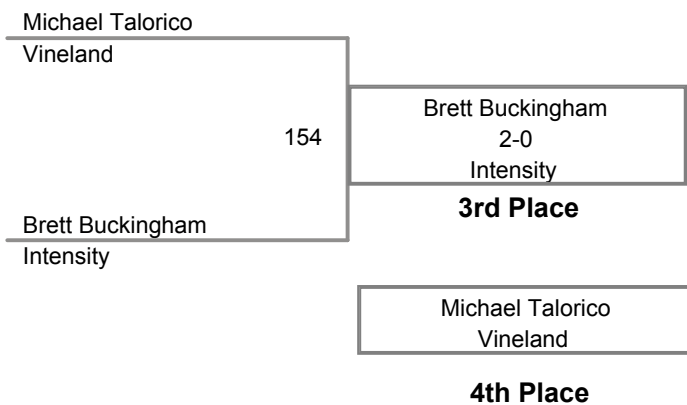 Michael Talorico
Vineland
154
Brett Buckingham
2-0
Intensity
3rd Place
Brett Buckingham
Intensity
Michael Talorico
Vineland
4th Place